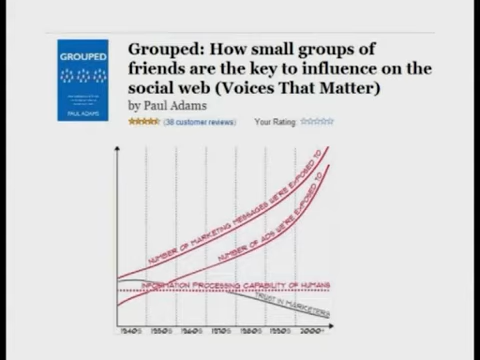 GROUPED
PAUL ADAMS
Grouped: How small groups of
friends are the key to influence on the
social web (Voices That Matter)
by Paul Adams
(38 customer reviews)
Your Rating:
NUMBER OF MARKETING MESSAGES WE'RE EXPOSED TO
NUMBER OF ADS WE'RE EXPOSED TO
INFORMATION PROCESSING CAPABILITY OF HUMANS
TRUST IN MARKETERS
1940s 1950s 1960s 1970s 1980s 1990s 2000+